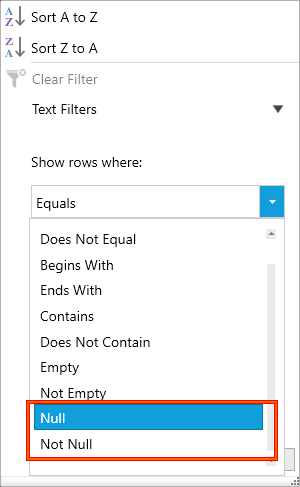 Sort A to Z
Sort Z to A
Clear Filter
Text Filters
Show rows where:
Equals
Does Not Equal
Begins With
Ends With
Contains
Does Not Contain
Empty
Not Empty
Null
Not Null